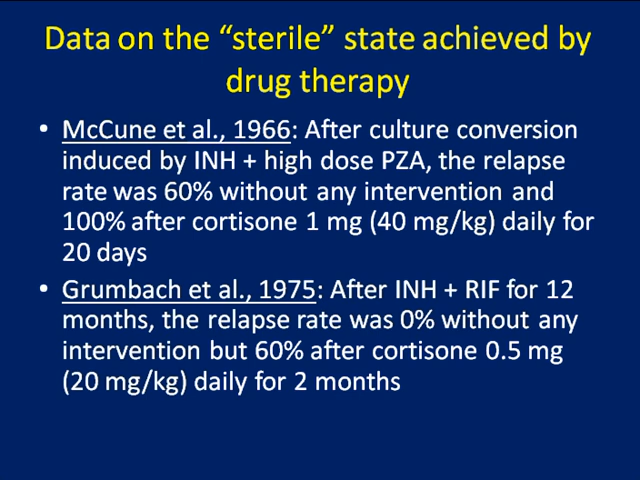 Data on the “sterile” state achieved by
drug therapy
• McCune et al., 1966: After culture conversion
induced by INH + high dose PZA, the relapse
rate was 60% without any intervention and
100% after cortisone 1 mg (40 mg/kg) daily for
20 days
• Grumbach et al., 1975: After INH + RIF for 12
months, the relapse rate was 0% without any
intervention but 60% after cortisone 0.5 mg
(20 mg/kg) daily for 2 months